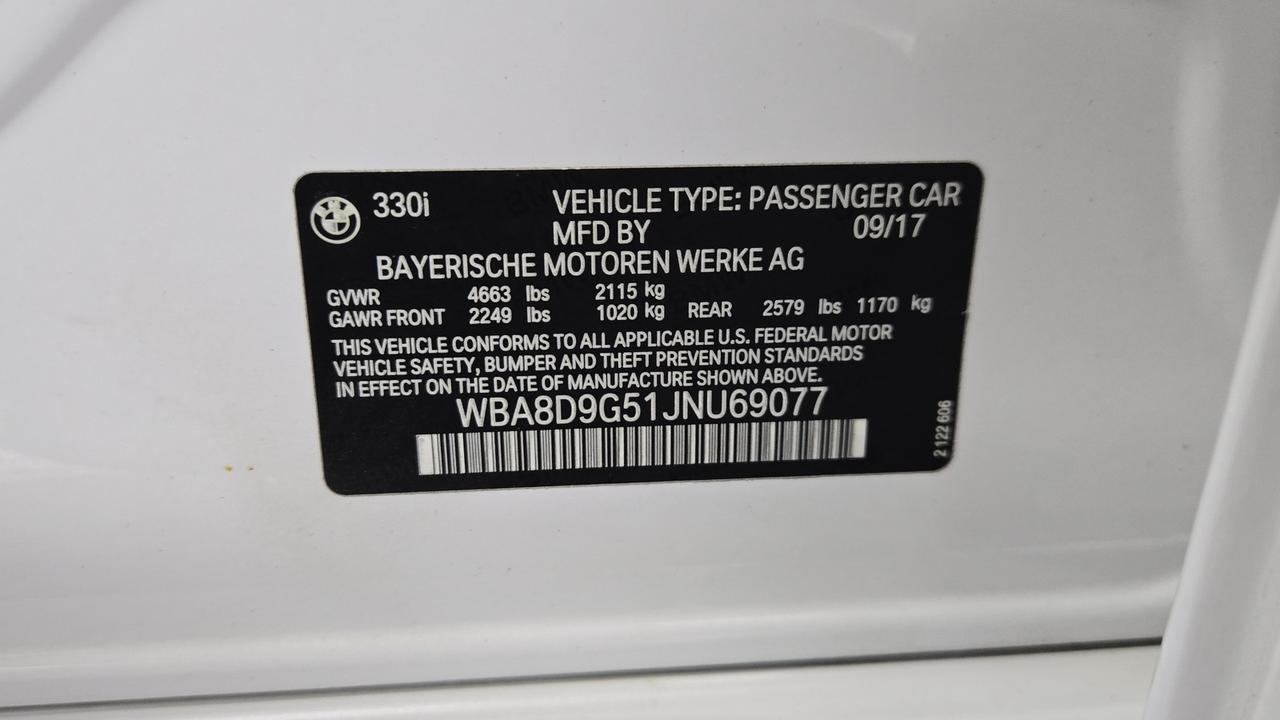 330i VEHICLE TYPE: PASSENGER CAR
MFD BY 09/17
BAYERISCHE MOTOREN WERKE AG
GVWR 4663 lbs 2115 kg
GAWR FRONT 2249 lbs 1020 kg REAR 2579 lbs 1170 kg
THIS VEHICLE CONFORMS TO ALL APPLICABLE U.S. FEDERAL MOTOR
VEHICLE SAFETY, BUMPER AND THEFT PREVENTION STANDARDS
IN EFFECT ON THE DATE OF MANUFACTURE SHOWN ABOVE.
WBA8D9G51JNU69077
2 122 606